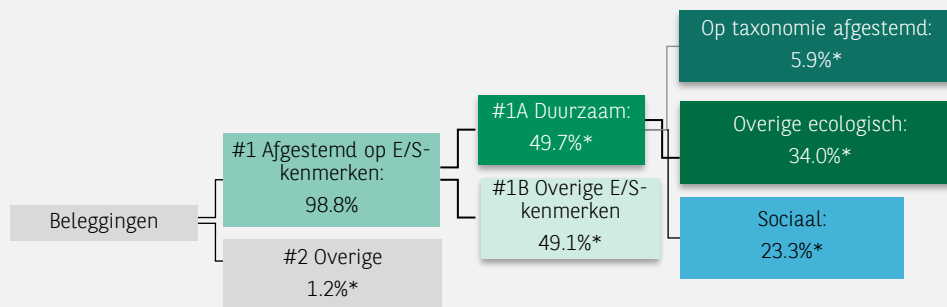 Beleggingen
#1 Afgestemd op E/S-
kenmerken:
98.8%
#2 Overige
1.2%*
#1A Duurzaam:
49.7%*
#1B Overige E/S-
kenmerken
49.1%*
Op taxonomie afgestemd:
5.9%*
Overige ecologisch:
34.0%*
Sociaal:
23.3%*